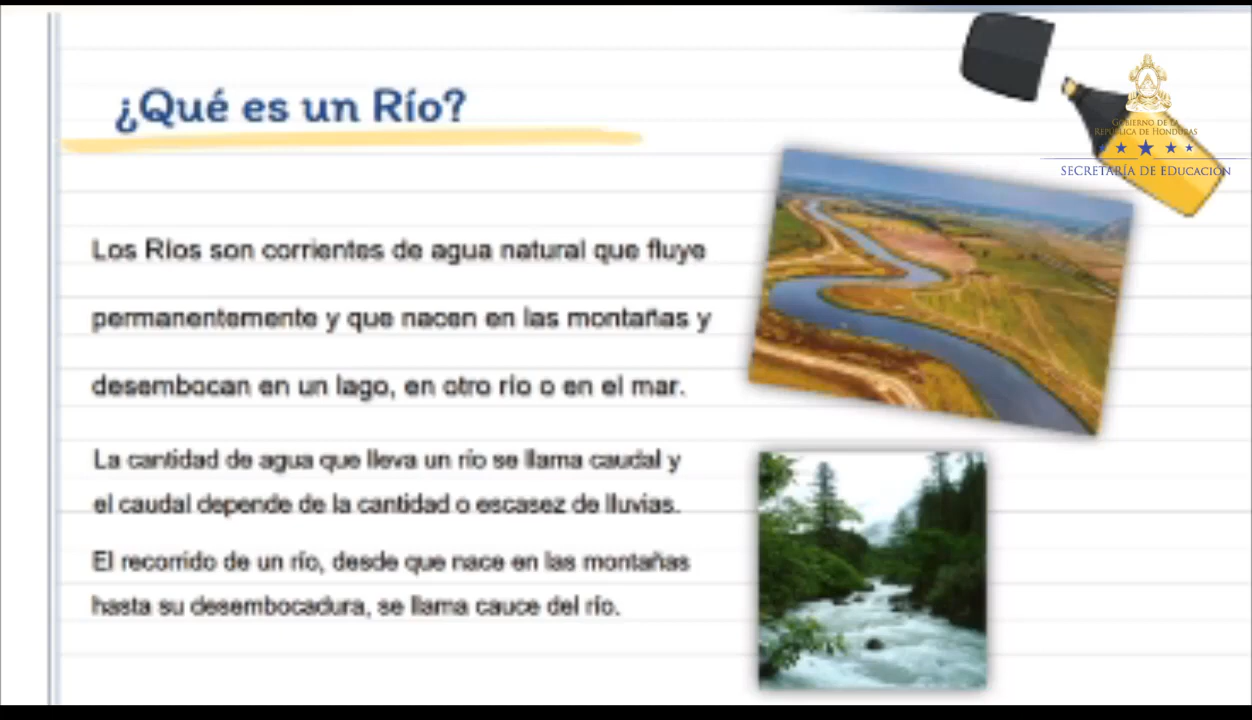 ¿Qué es un Río?
GOBIERNO DE LA
REPÚBLICA DE HONDURAS
SECRETARÍA DE EDUCACIÓN
Los Ríos son corrientes de agua natural que fluye
permanentemente y que nacen en las montañas y
desembocan en un lago, en otro río o en el mar.
La cantidad de agua que lleva un río se llama caudal y
el caudal depende de la cantidad o escasez de lluvias.
El recorrido de un río, desde que nace en las montañas
hasta su desembocadura, se llama cauce del río.